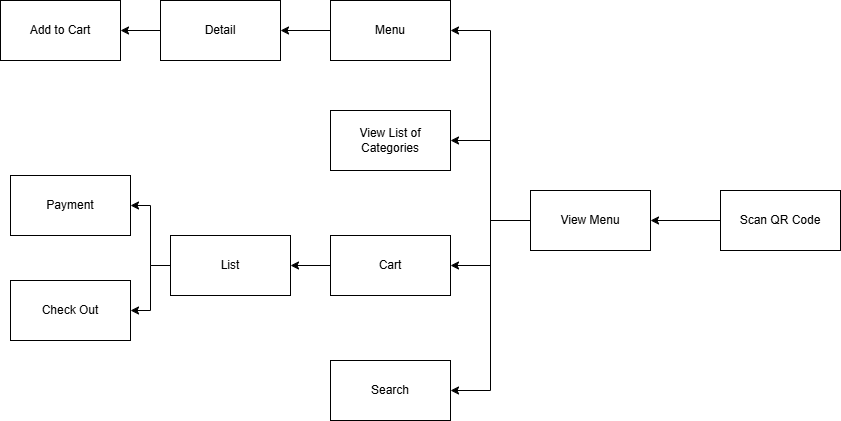 Add to Cart
Detail
Menu
View List of
Categories
Payment
View Menu
Scan QR Code
List
Cart
Check Out
Search